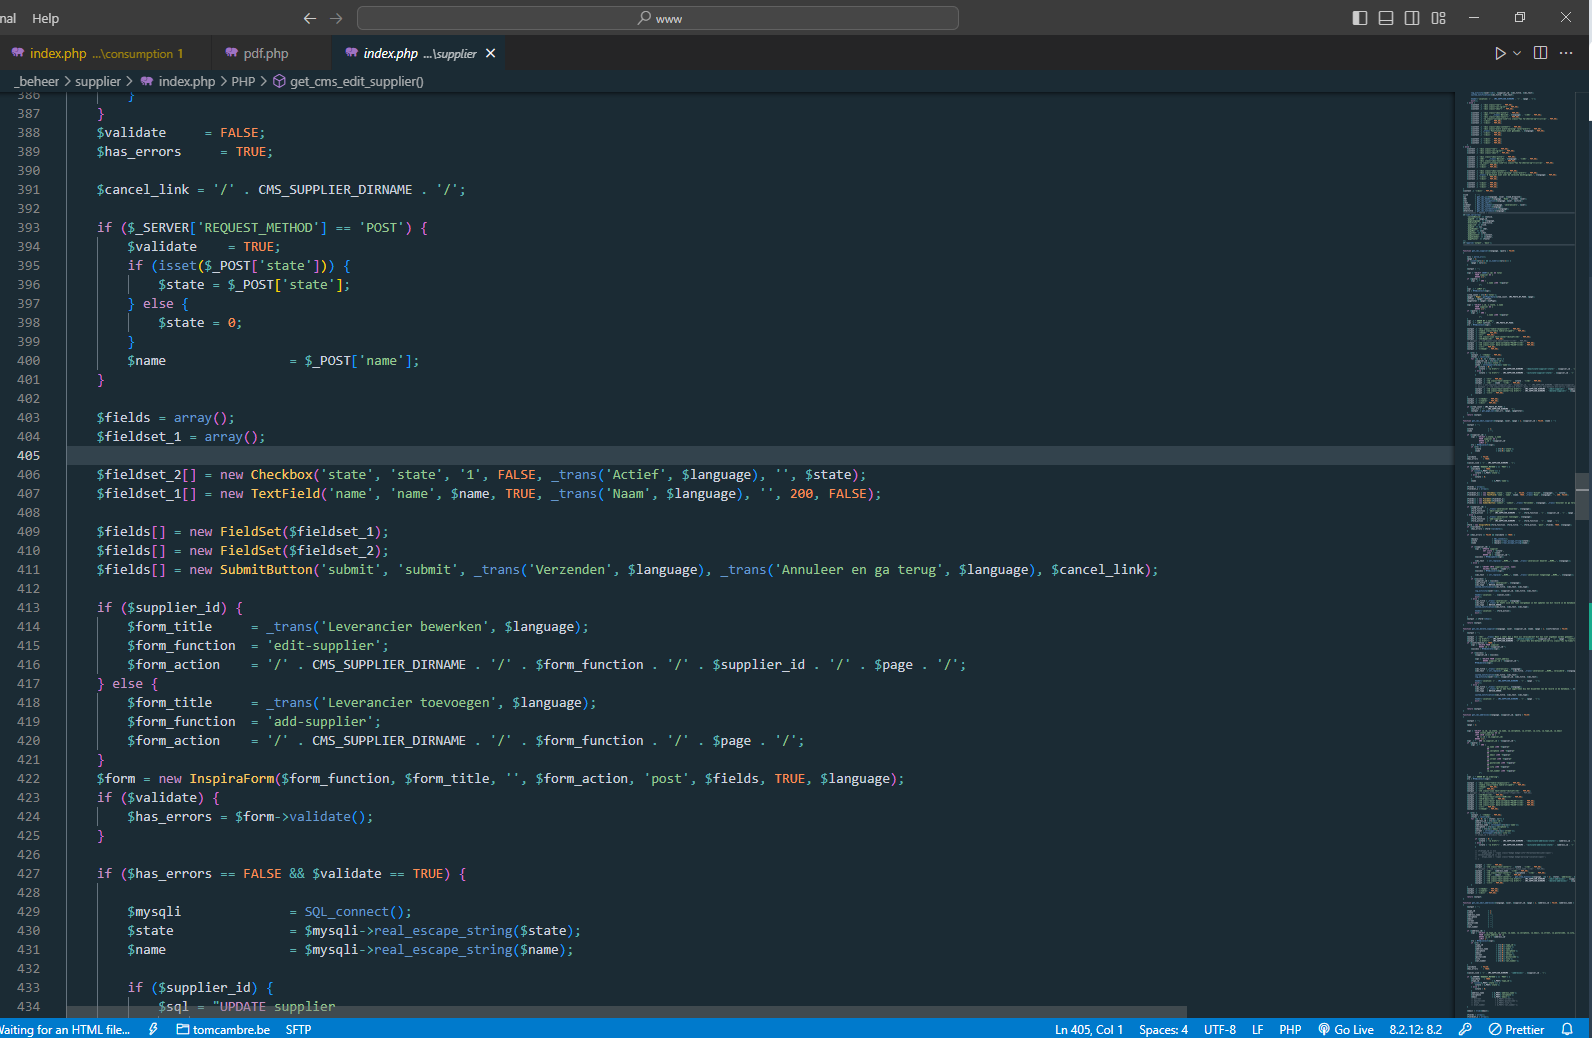 nal Help
www
index.php ...\consumption 1
pdf.php
index.php ...\supplier
_beheer > supplier > index.php > PHP > get_cms_edit_supplier()
386 }
387 }
388 $validate = FALSE;
389 $has_errors = TRUE;
390
391 $cancel_link = '/' . CMS_SUPPLIER_DIRNAME . '/';
392
393 if ($_SERVER['REQUEST_METHOD'] == 'POST') {
394 $validate = TRUE;
395 if (isset($_POST['state'])) {
396 $state = $_POST['state'];
397 } else {
398 $state = 0;
399 }
400 $name = $_POST['name'];
401 }
402
403 $fields = array();
404 $fieldset_1 = array();
405
406 $fieldset_2[] = new Checkbox('state', 'state', '1', FALSE, _trans('Actief', $language), '', $state);
407 $fieldset_1[] = new TextField('name', 'name', $name, TRUE, _trans('Naam', $language), '', 200, FALSE);
408
409 $fields[] = new FieldSet($fieldset_1);
410 $fields[] = new FieldSet($fieldset_2);
411 $fields[] = new SubmitButton('submit', 'submit', _trans('Verzenden', $language), _trans('Annuleer en ga terug', $language), $cancel_link);
412
413 if ($supplier_id) {
414 $form_title = _trans('Leverancier bewerken', $language);
415 $form_function = 'edit-supplier';
416 $form_action = '/' . CMS_SUPPLIER_DIRNAME . '/' . $form_function . '/' . $supplier_id . '/' . $page . '/';
417 } else {
418 $form_title = _trans('Leverancier toevoegen', $language);
419 $form_function = 'add-supplier';
420 $form_action = '/' . CMS_SUPPLIER_DIRNAME . '/' . $form_function . '/' . $page . '/';
421 }
422 $form = new InspiraForm($form_function, $form_title, '', $form_action, 'post', $fields, TRUE, $language);
423 if ($validate) {
424 $has_errors = $form->validate();
425 }
426
427 if ($has_errors == FALSE && $validate == TRUE) {
428
429 $mysqli = SQL_connect();
430 $state = $mysqli->real_escape_string($state);
431 $name = $mysqli->real_escape_string($name);
432
433 if ($supplier_id) {
434 $sql = "UPDATE supplier
Waiting for an HTML file... tomcambre.be SFTP Ln 405, Col 1 Spaces: 4 UTF-8 LF PHP Go Live 8.2.12: 8.2 Prettier